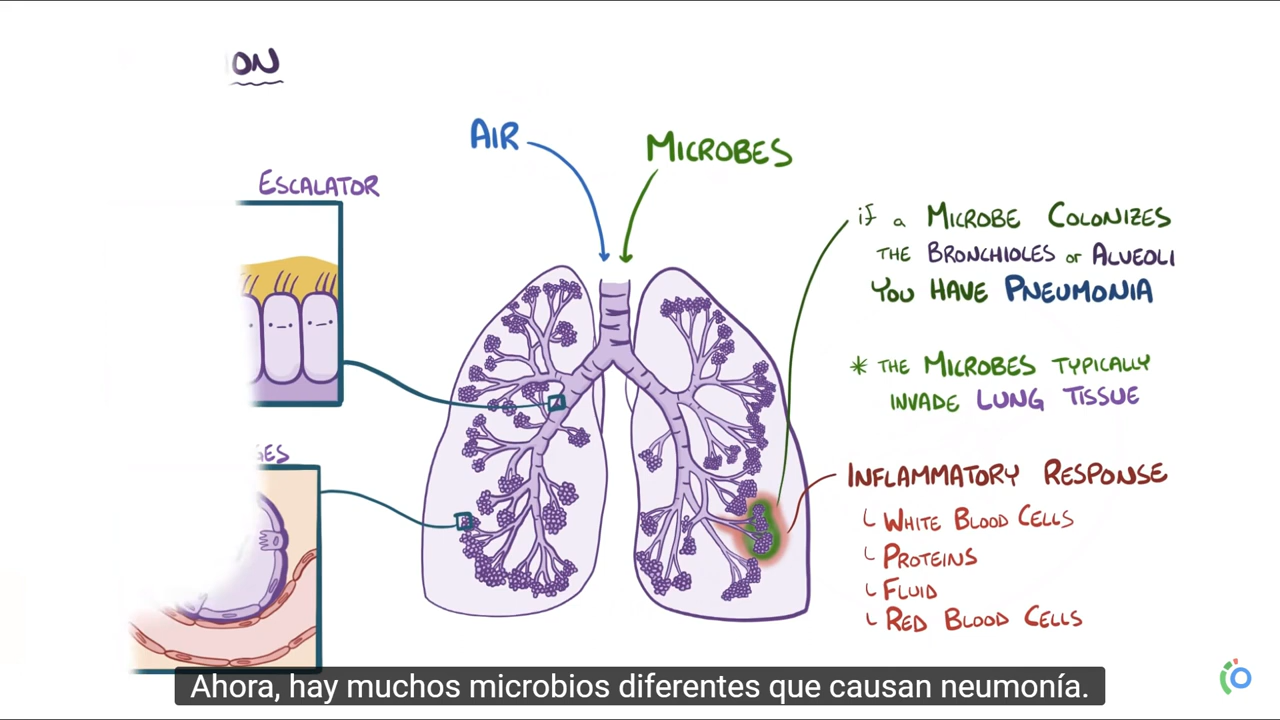 ON
AIR
MICROBES
ESCALATOR
if a MICROBE COLONIZES
THE BRONCHIOLES or ALVEOLI
YOU HAVE PNEUMONIA
* THE MICROBES TYPICALLY
INVADE LUNG TISSUE
GES
INFLAMMATORY RESPONSE
WHITE BLOOD CELLS
PROTEINS
FLUID
RED BLOOD CELLS
Ahora, hay muchos microbios diferentes que causan neumonía.